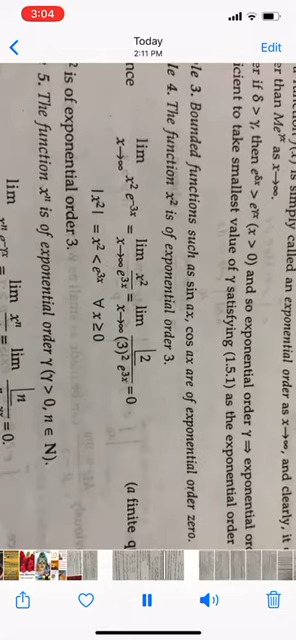 3:04
Today
2:11 PM
Edit
is simply called an exponential order as x→∞, and clearly, it
er than Me^γx as x→∞,
er if δ > γ, then e^δx > e^γx (x > 0) and so exponential order γ ⇒ exponential ord
icient to take smallest value of γ satisfying (1.5.1) as the exponential order
le 3. Bounded functions such as sin ax, cos ax are of exponential order zero.
le 4. The function x² is of exponential order 3.
nce lim x→∞ x² e^-3x = lim x→∞ x²/e^3x = lim x→∞ |2/(3)² e^3x = 0 (a finite q
|x²| = x² < e^3x ∀ x ≥ 0
² is of exponential order 3.
5. The function xⁿ is of exponential order γ (γ > 0, n ∈ N).
lim xⁿ e^-γx = lim xⁿ = lim |n = 0.